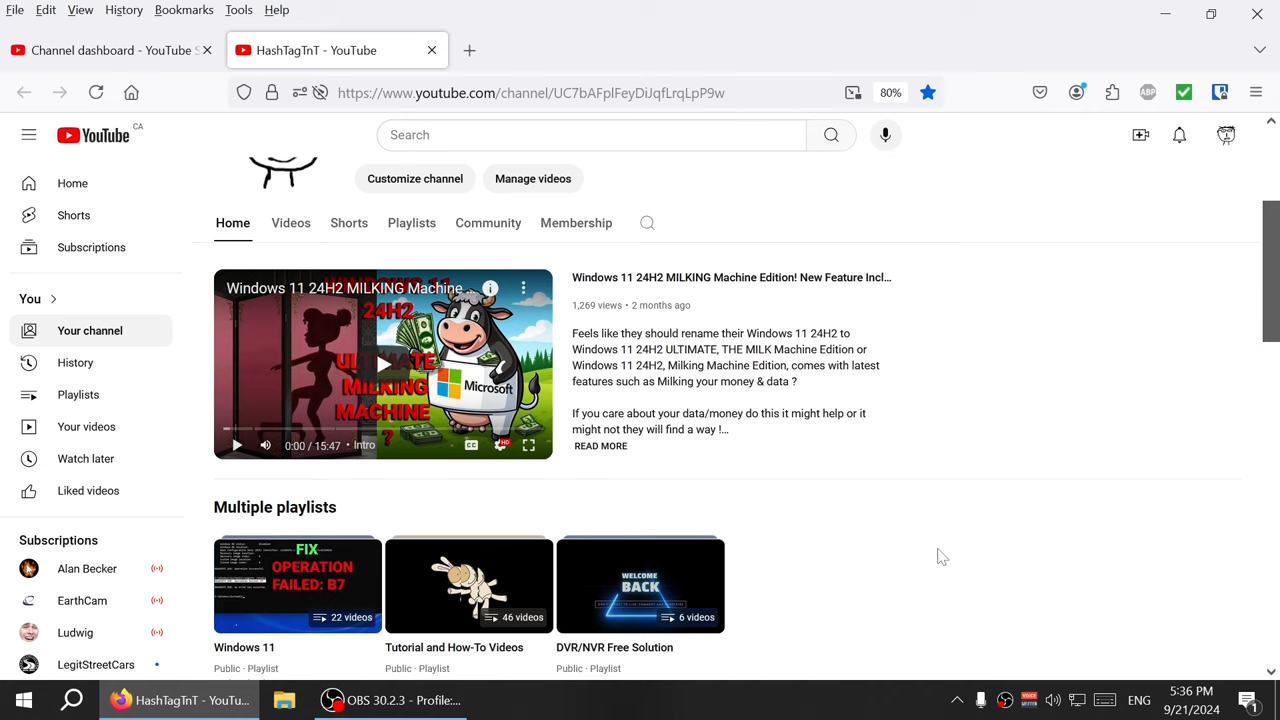 File Edit View History Bookmarks Tools Help
Channel dashboard - YouTube S
HashTagTnT - YouTube
https://www.youtube.com/channel/UC7bAFplFeyDiJqfLrqLpP9w
80%
ABP
YouTube CA
Search
Customize channel
Manage videos
Home
Shorts
Subscriptions
You
Your channel
History
Playlists
Your videos
Watch later
Liked videos
Subscriptions
Alan Becker
EarthCam
Ludwig
LegitStreetCars
Home Videos Shorts Playlists Community Membership
Windows 11 24H2 MILKING Machine ...
24H2
ULTIMATE
MILKING
MACHINE
?
Microsoft
0:00 / 15:47 • Intro
CC
HD
Windows 11 24H2 MILKING Machine Edition! New Feature Incl...
1,269 views • 2 months ago
Feels like they should rename their Windows 11 24H2 to
Windows 11 24H2 ULTIMATE, THE MILK Machine Edition or
Windows 11 24H2, Milking Machine Edition, comes with latest
features such as Milking your money & data ?
If you care about your data/money do this it might help or it
might not they will find a way !...
READ MORE
Multiple playlists
FIX
OPERATION
FAILED: B7
22 videos
Windows 11
Public · Playlist
46 videos
Tutorial and How-To Videos
Public · Playlist
WELCOME
BACK
6 videos
DVR/NVR Free Solution
Public · Playlist
HashTagTnT - YouTu...
OBS 30.2.3 - Profile:...
ENG
5:36 PM
9/21/2024
1